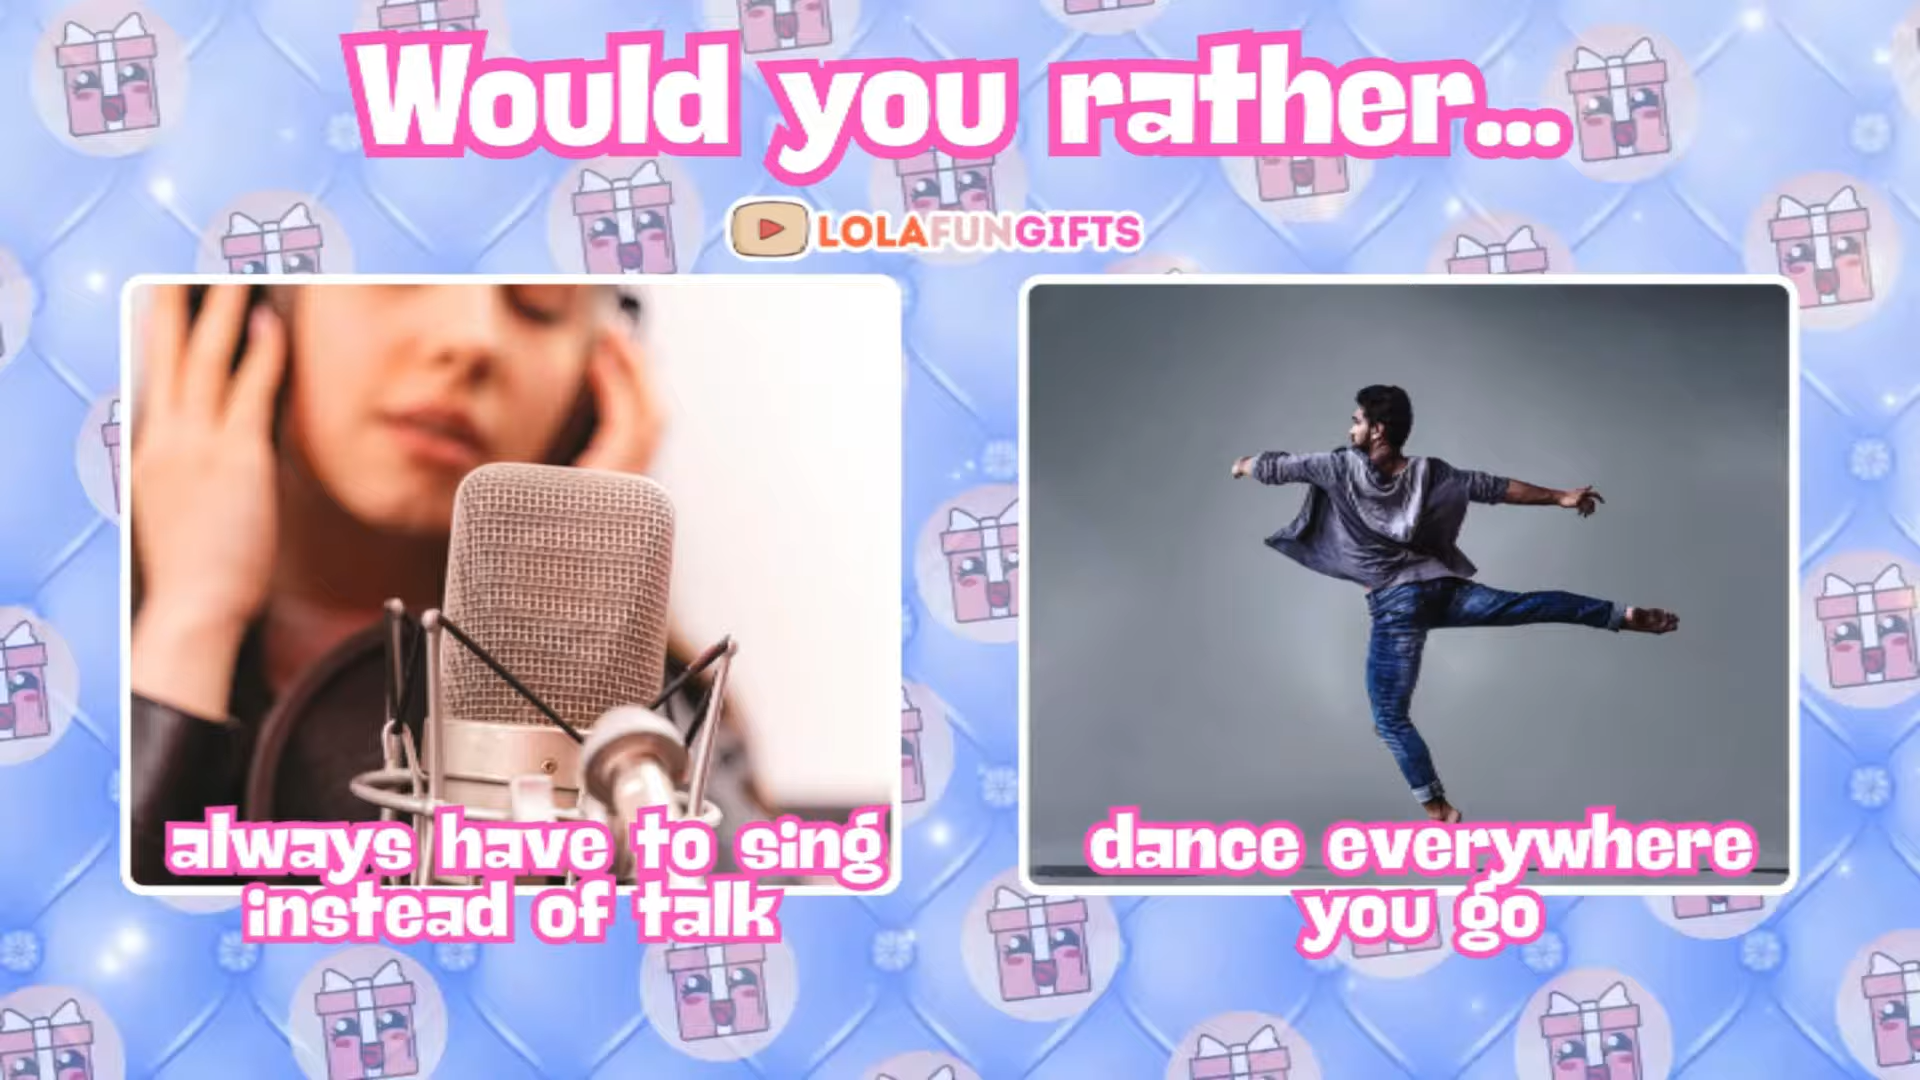 Would you rather...
LOLAFUNGIFTS
always have to sing
instead of talk
dance everywhere
you go